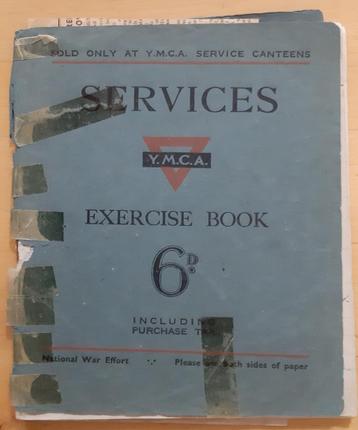 SOLD ONLY AT Y.M.C.A. SERVICE CANTEENS
SERVICES
Y.M.C.A.
EXERCISE BOOK
6D.
INCLUDING
PURCHASE TAX
National War Effort Please use both sides of paper